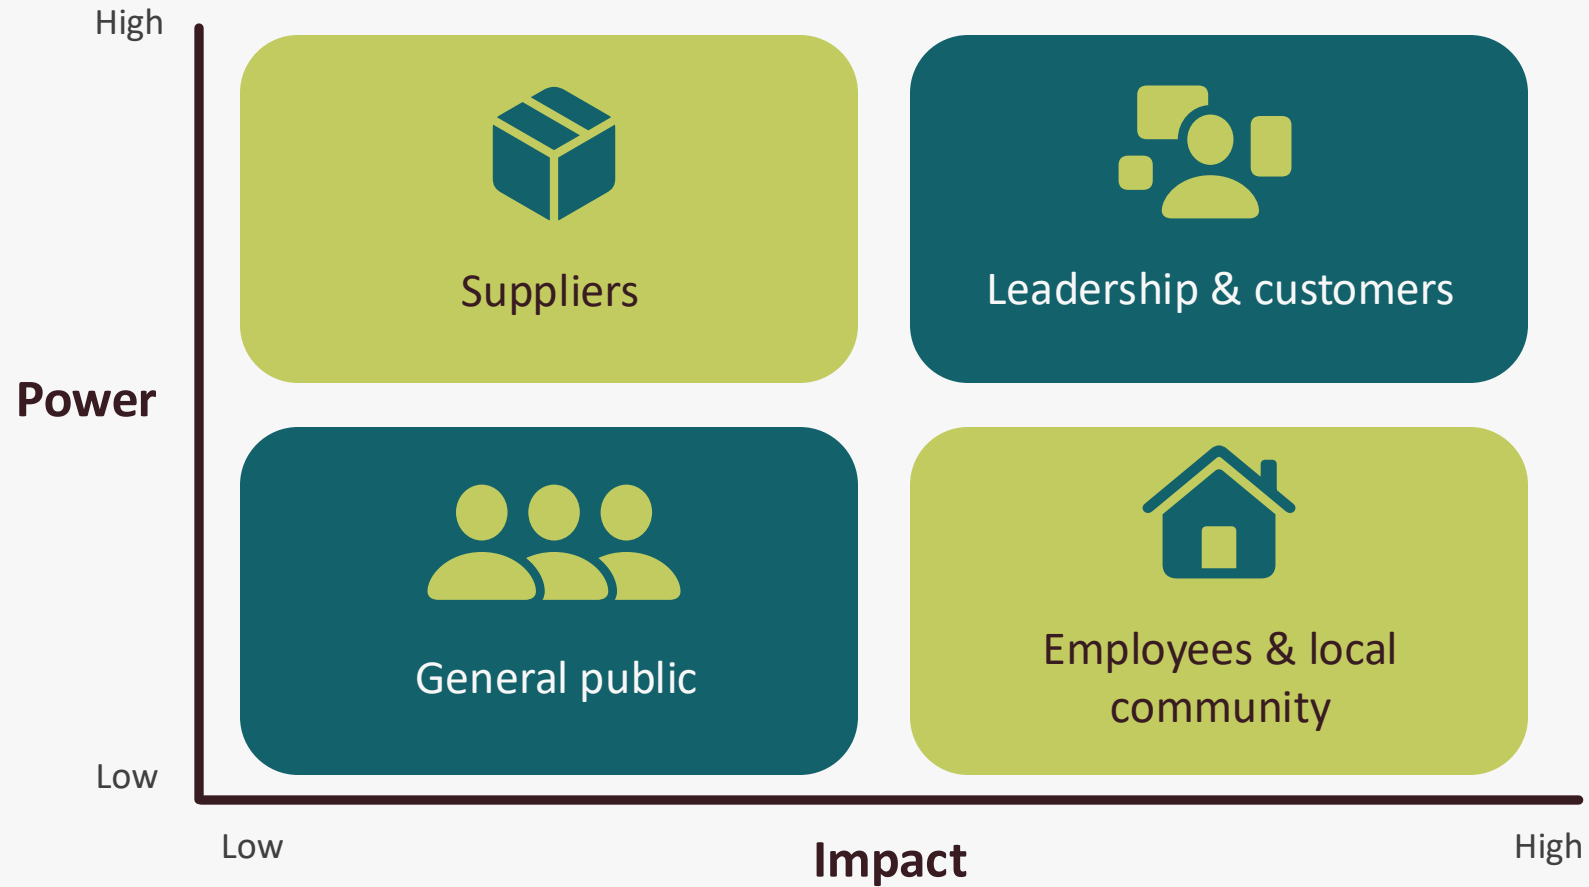 High
Suppliers
Leadership & customers
Power
General public
Employees & local
community
Low
Low
Impact
High